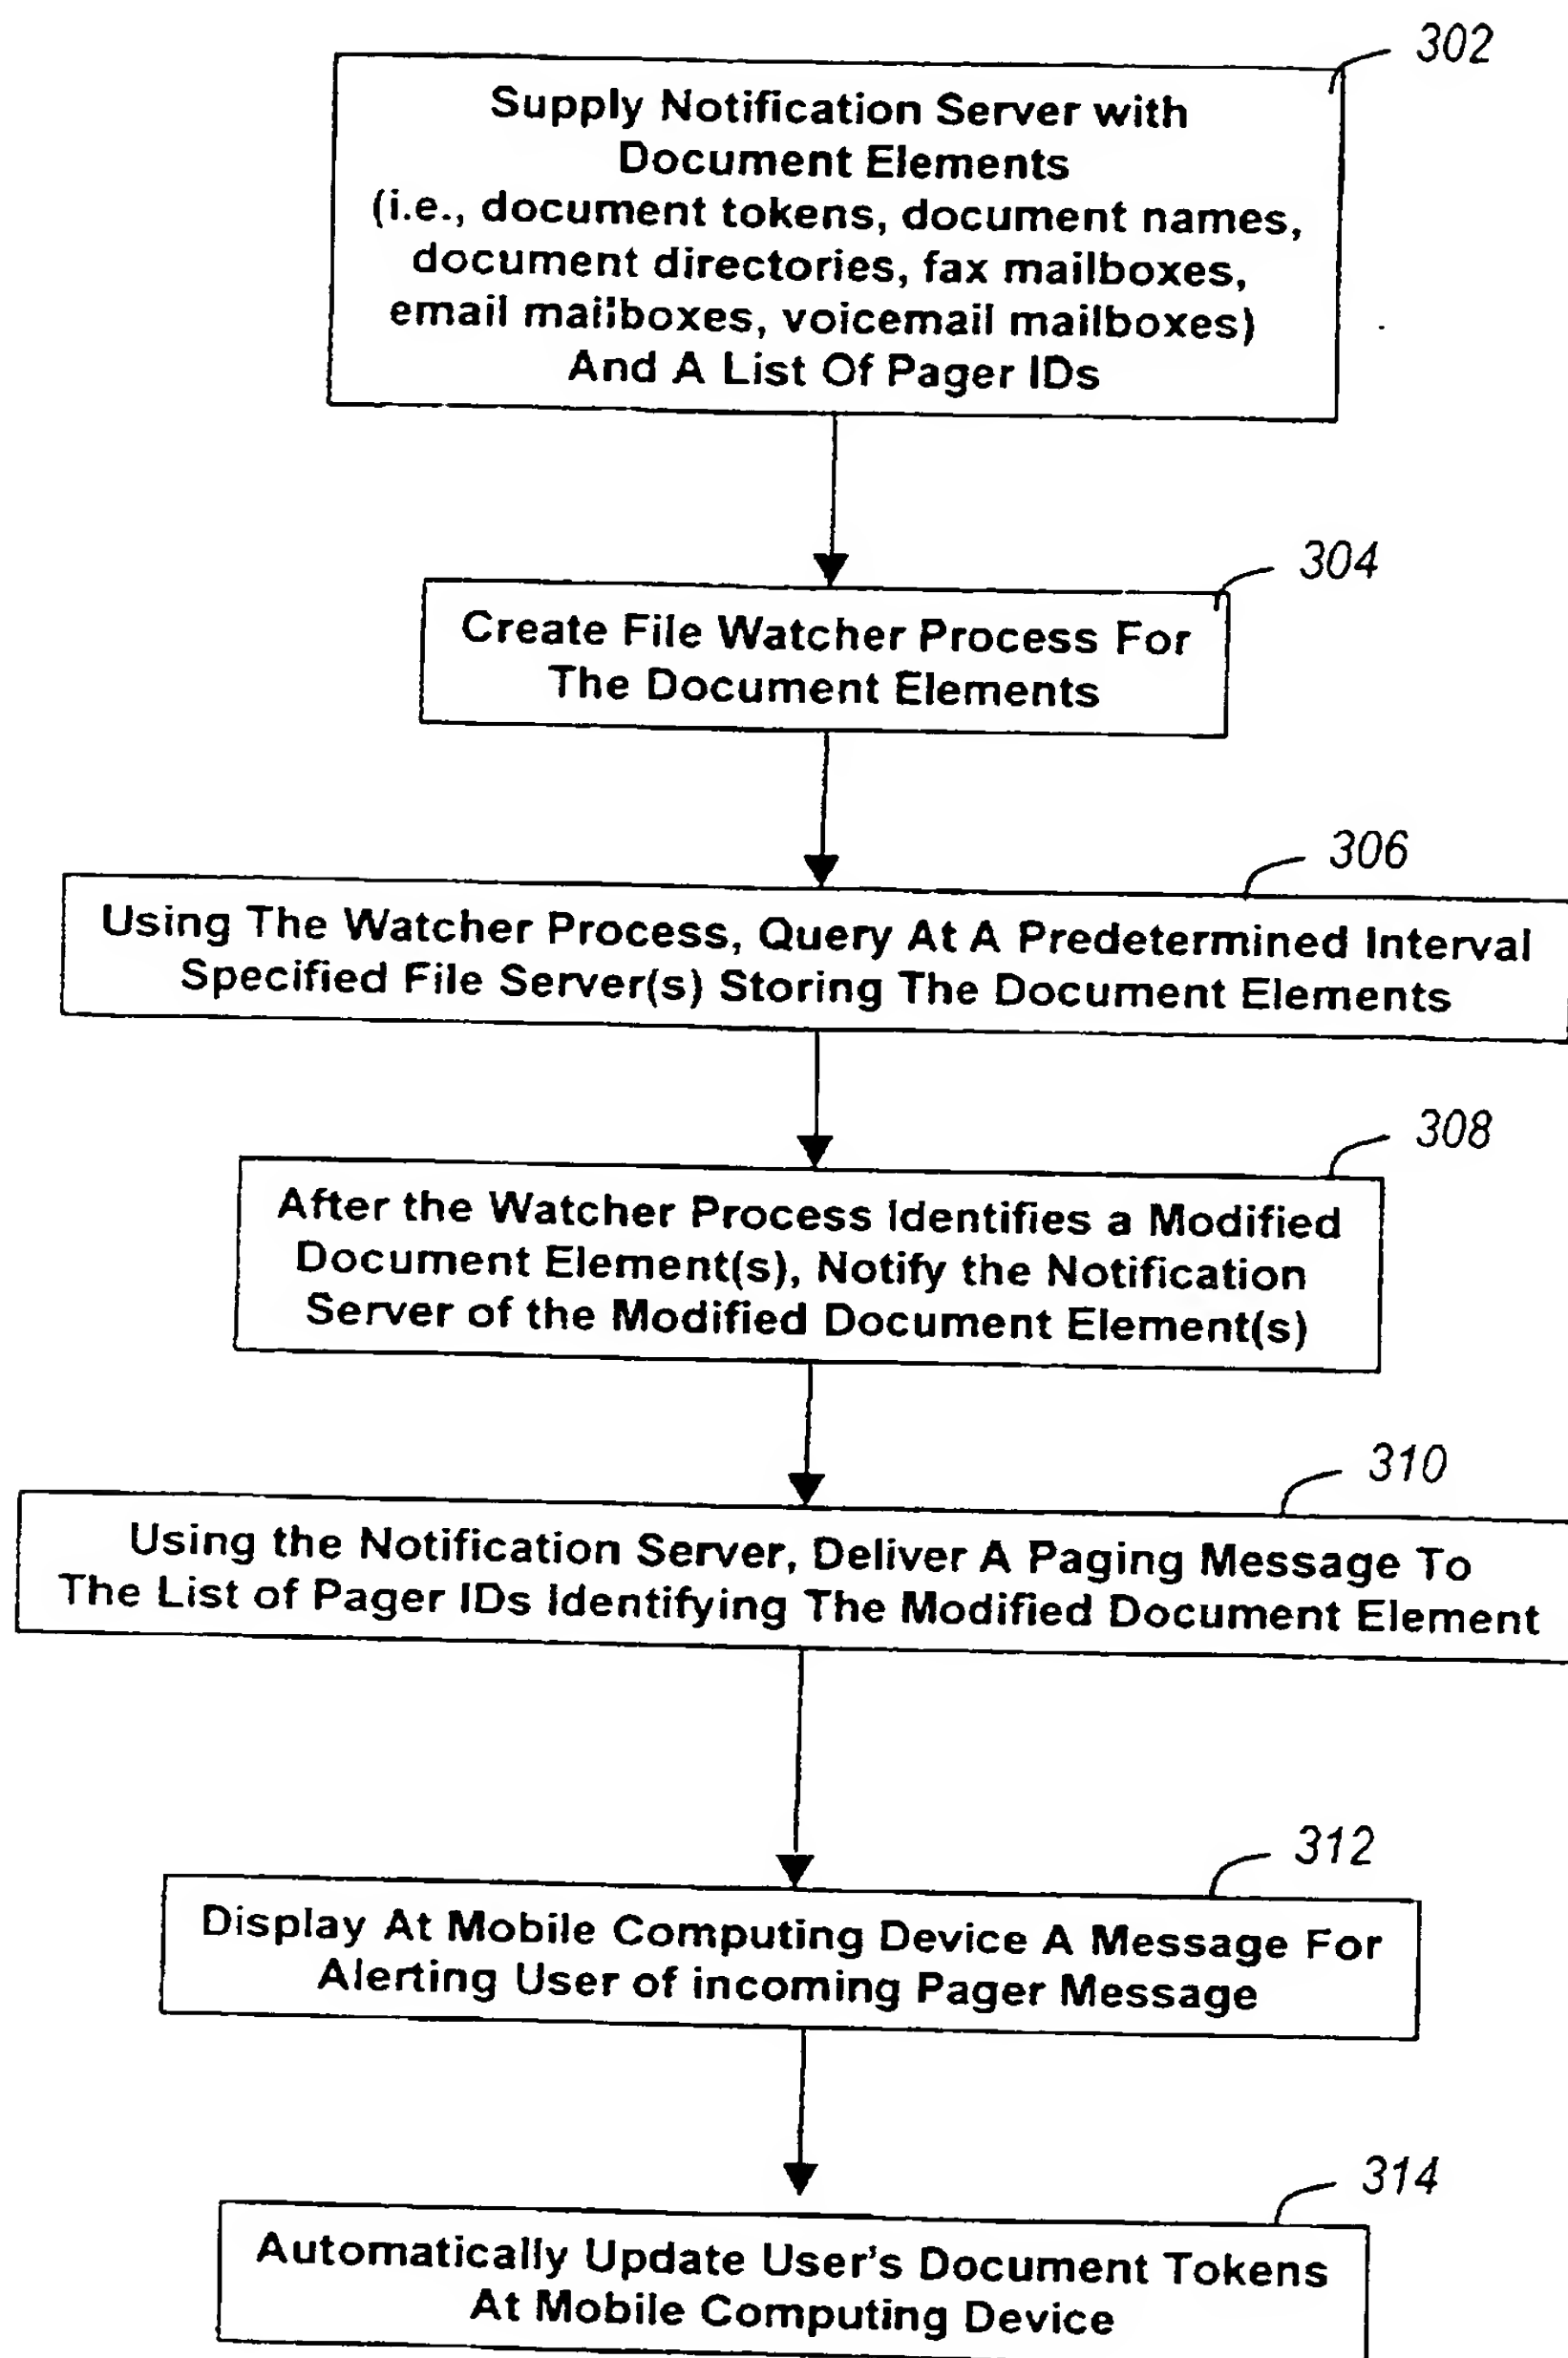 302
Supply Notification Server with
Document Elements
(i.e., document tokens, document names,
document directories, fax mailboxes,
email mailboxes, voicemail mailboxes)
And A List Of Pager IDs
304
Create File Watcher Process For
The Document Elements
306
Using The Watcher Process, Query At A Predetermined Interval
Specified File Server(s) Storing The Document Elements
308
After the Watcher Process Identifies a Modified
Document Element(s), Notify the Notification
Server of the Modified Document Element(s)
310
Using the Notification Server, Deliver A Paging Message To
The List of Pager IDs Identifying The Modified Document Element
312
Display At Mobile Computing Device A Message For
Alerting User of incoming Pager Message
314
Automatically Update User's Document Tokens
At Mobile Computing Device